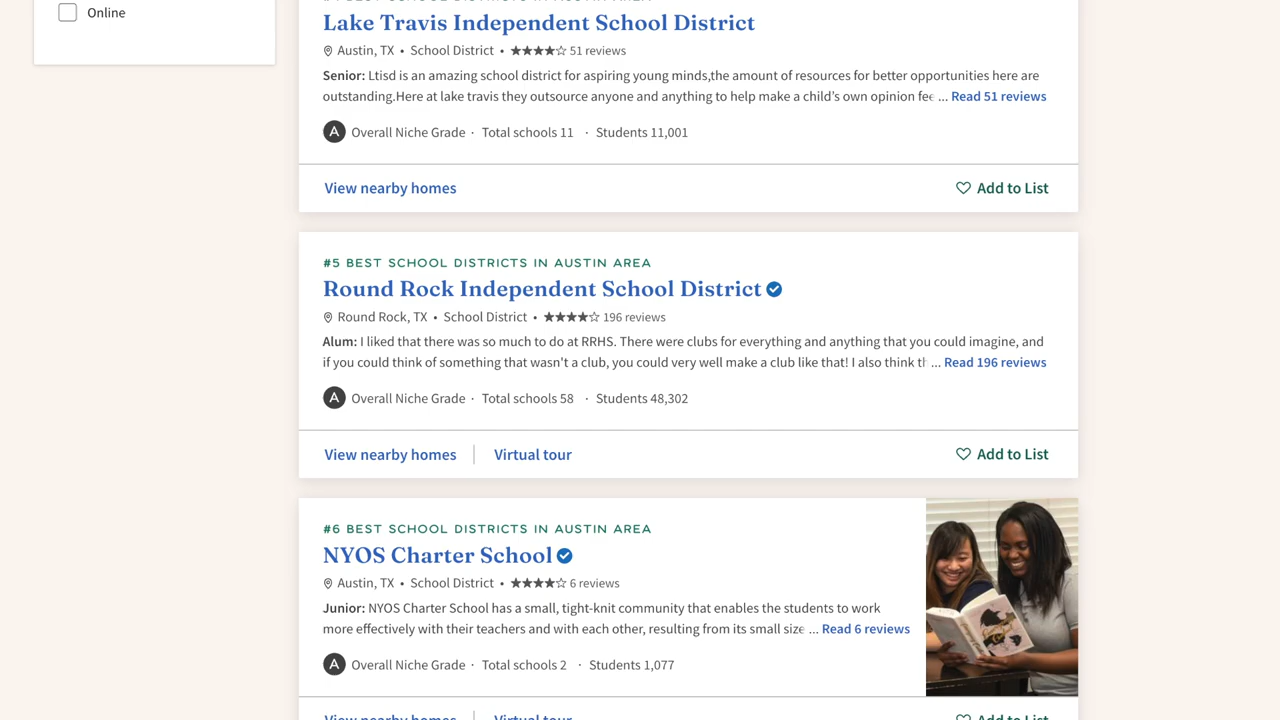 Online
Lake Travis Independent School District
Austin, TX • School District • ★★★★☆ 51 reviews
Senior: Ltisd is an amazing school district for aspiring young minds,the amount of resources for better opportunities here are
outstanding.Here at lake travis they outsource anyone and anything to help make a child's own opinion fee ... Read 51 reviews
A Overall Niche Grade · Total schools 11 · Students 11,001
View nearby homes
Add to List
#5 BEST SCHOOL DISTRICTS IN AUSTIN AREA
Round Rock Independent School District
Round Rock, TX • School District • ★★★★☆ 196 reviews
Alum: I liked that there was so much to do at RRHS. There were clubs for everything and anything that you could imagine, and
if you could think of something that wasn't a club, you could very well make a club like that! I also think th ... Read 196 reviews
A Overall Niche Grade · Total schools 58 · Students 48,302
View nearby homes | Virtual tour
Add to List
#6 BEST SCHOOL DISTRICTS IN AUSTIN AREA
NYOS Charter School
Austin, TX • School District • ★★★★☆ 6 reviews
Junior: NYOS Charter School has a small, tight-knit community that enables the students to work
more effectively with their teachers and with each other, resulting from its small size ... Read 6 reviews
A Overall Niche Grade · Total schools 2 · Students 1,077
View nearby homes | Virtual tour
Add to List